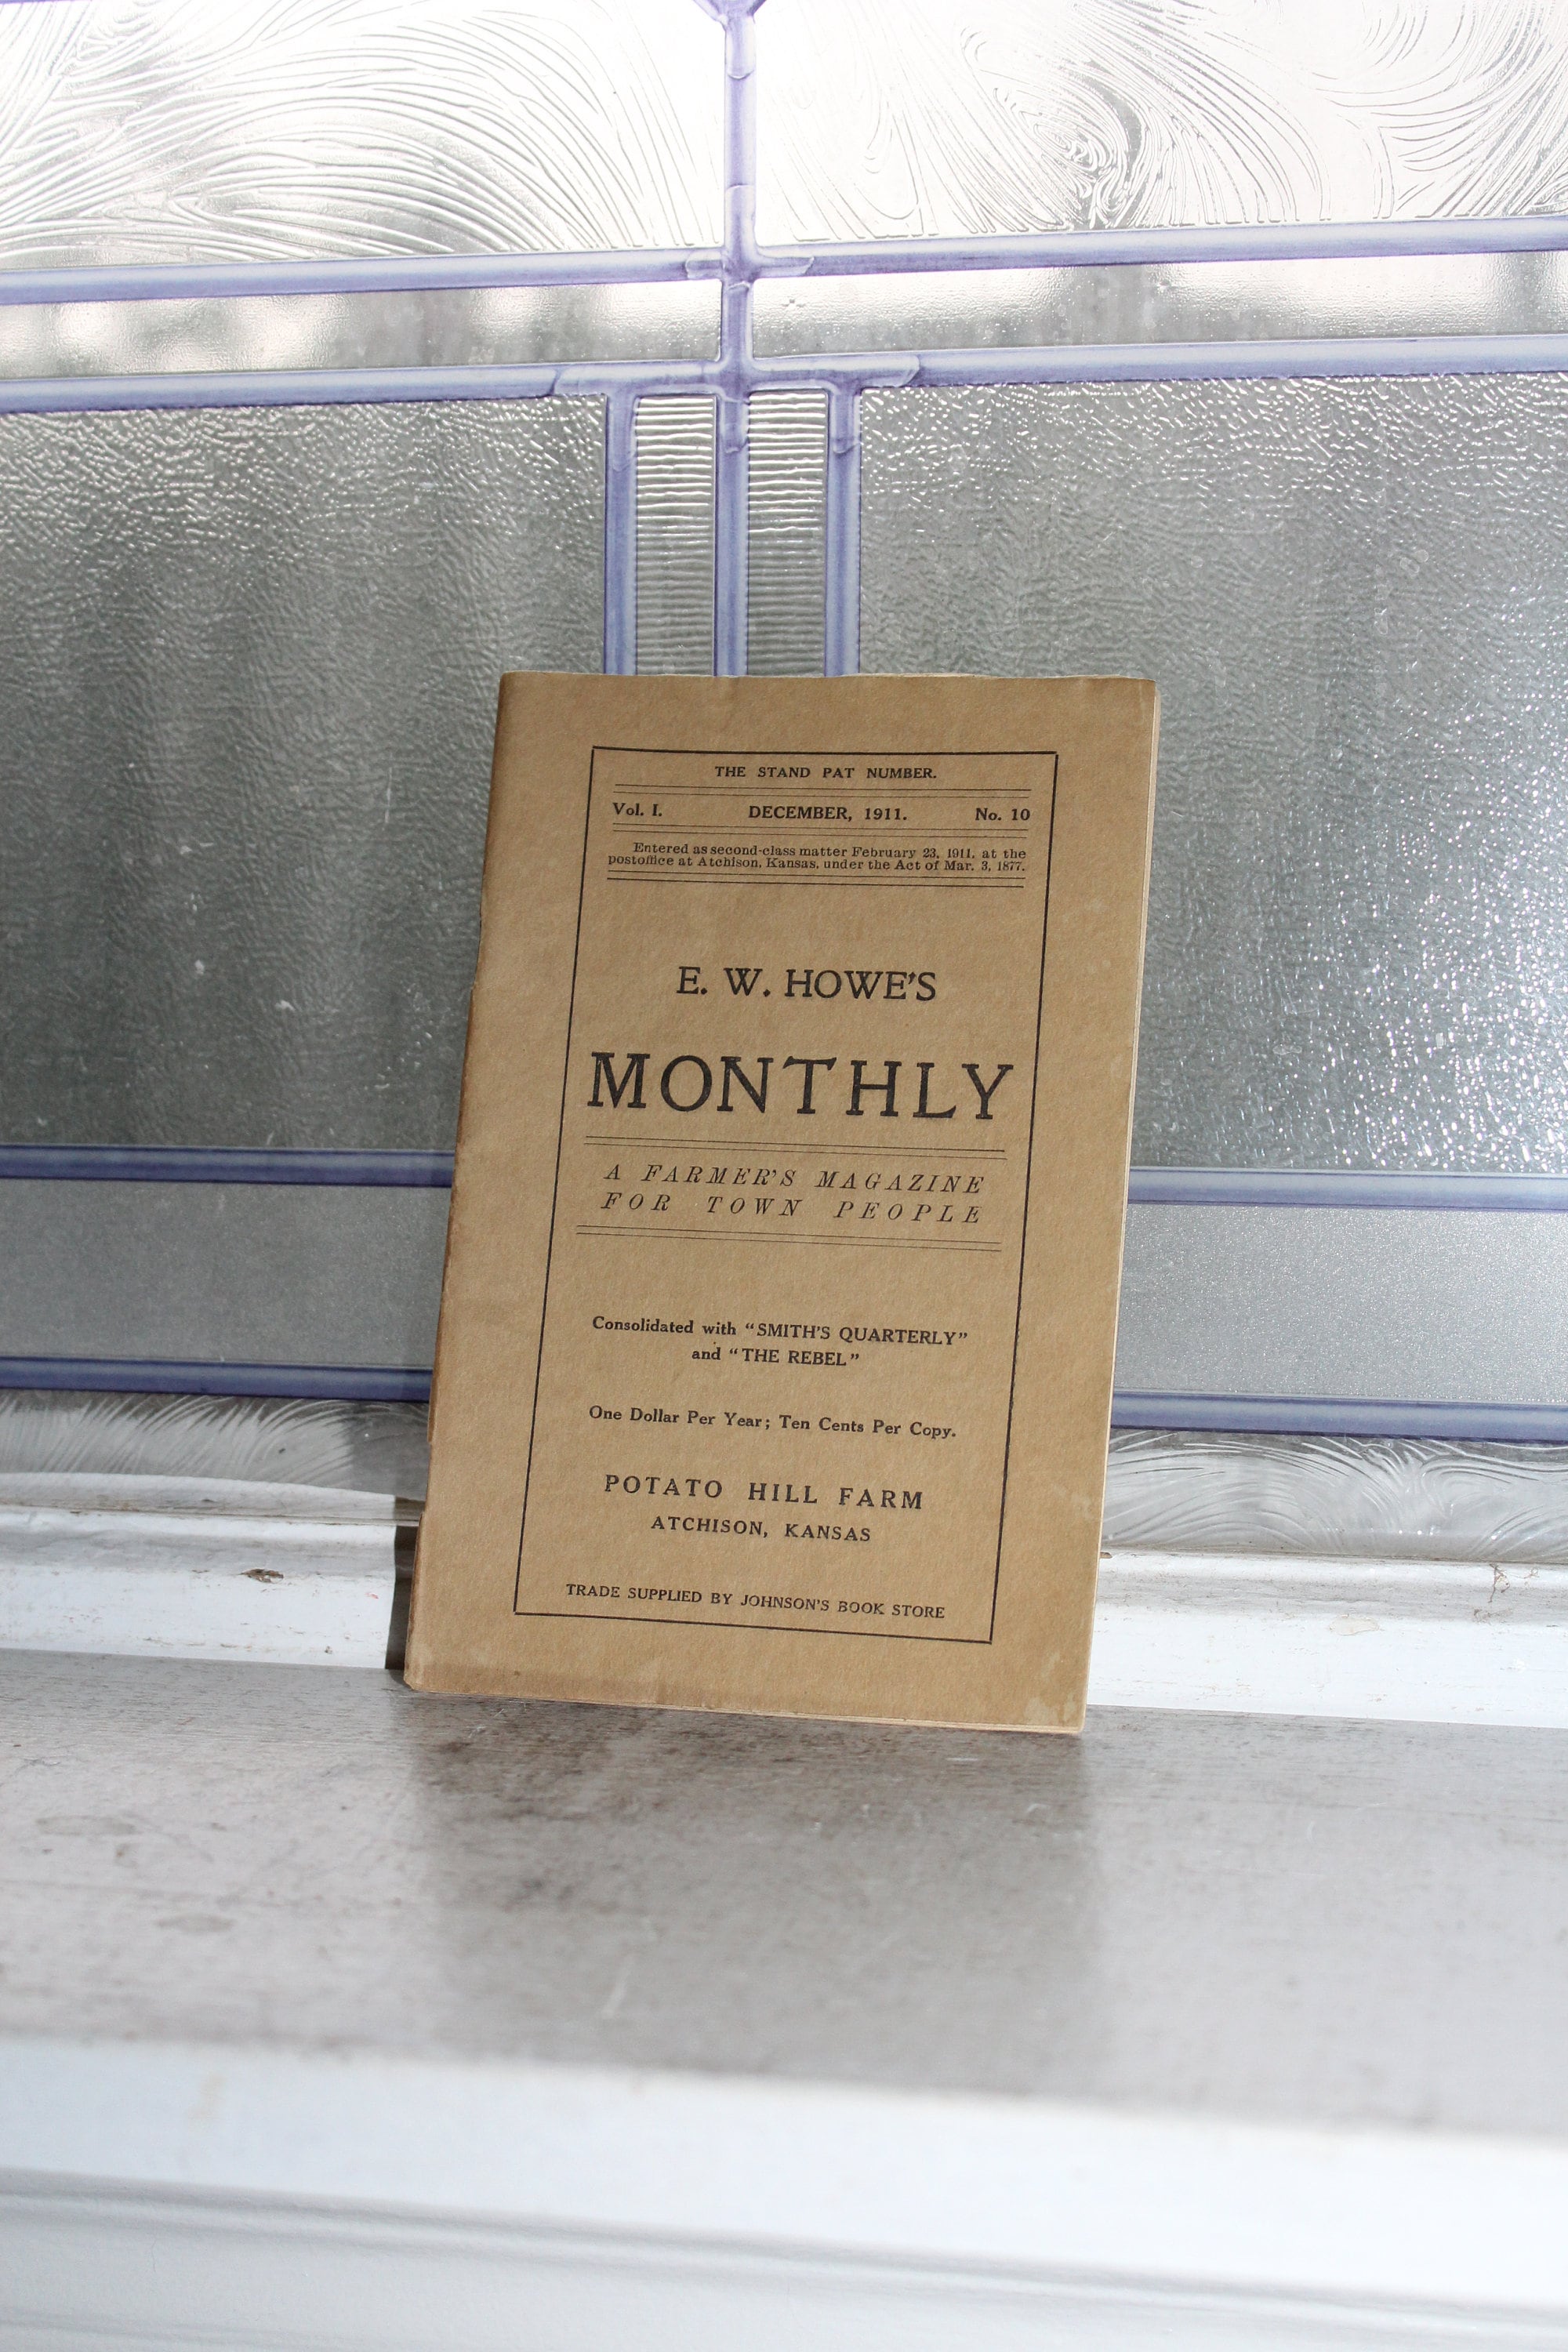 THE STAND PAT NUMBER.
Vol. I. DECEMBER, 1911. No. 10
Entered as second-class matter February 23, 1911, at the
postoffice at Atchison, Kansas, under the Act of Mar. 3, 1877.
E. W. HOWE'S
MONTHLY
A FARMER'S MAGAZINE
FOR TOWN PEOPLE
Consolidated with "SMITH'S QUARTERLY"
and "THE REBEL"
One Dollar Per Year; Ten Cents Per Copy.
POTATO HILL FARM
ATCHISON, KANSAS
TRADE SUPPLIED BY JOHNSON'S BOOK STORE